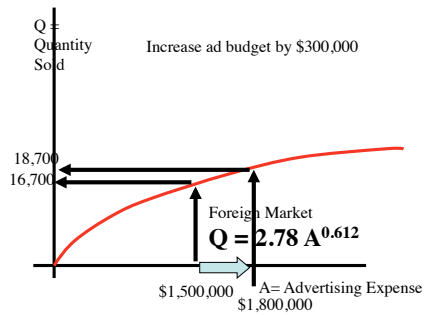 Q =
Quantity
Sold
Increase ad budget by $300,000
18,700
16,700
Foreign Market
Q = 2.78 A^0.612
A= Advertising Expense
$1,500,000
$1,800,000